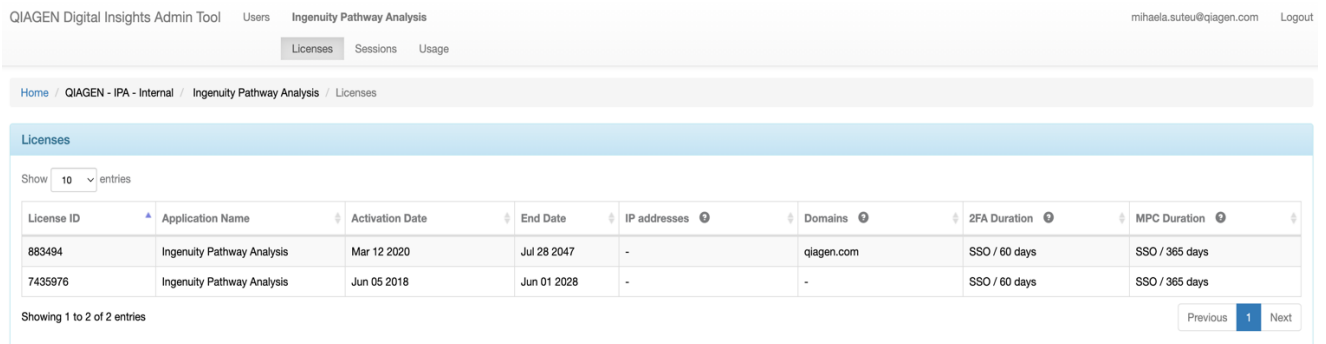 QIAGEN Digital Insights Admin Tool Users Ingenuity Pathway Analysis mihaela.suteu@qiagen.com Logout
Licenses Sessions Usage
Home / QIAGEN - IPA - Internal / Ingenuity Pathway Analysis / Licenses
Licenses
Show 10 entries
License ID Application Name Activation Date End Date IP addresses ? Domains ? 2FA Duration ? MPC Duration ?
883494 Ingenuity Pathway Analysis Mar 12 2020 Jul 28 2047 - qiagen.com SSO / 60 days SSO / 365 days
7435976 Ingenuity Pathway Analysis Jun 05 2018 Jun 01 2028 - - SSO / 60 days SSO / 365 days
Showing 1 to 2 of 2 entries Previous 1 Next